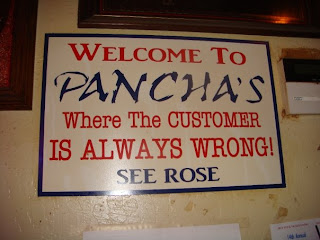 WELCOME TO
PANCHA'S
Where The CUSTOMER
IS ALWAYS WRONG!
SEE ROSE